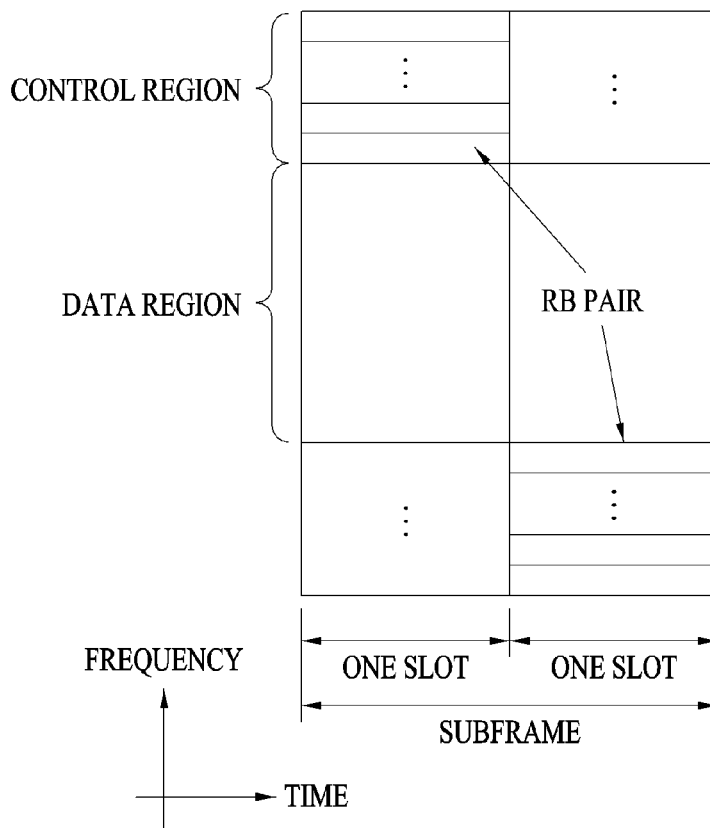 CONTROL REGION
DATA REGION
RB PAIR
FREQUENCY
ONE SLOT
ONE SLOT
SUBFRAME
TIME